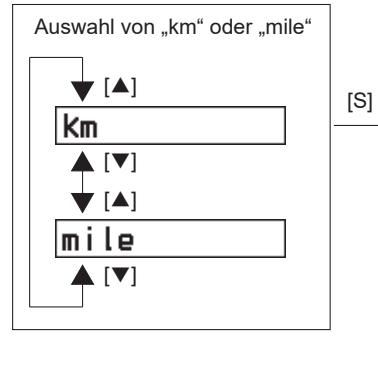 Auswahl von „km“ oder „mile“
[▲]
[S]
Km
[▼]
[▲]
mile
[▼]